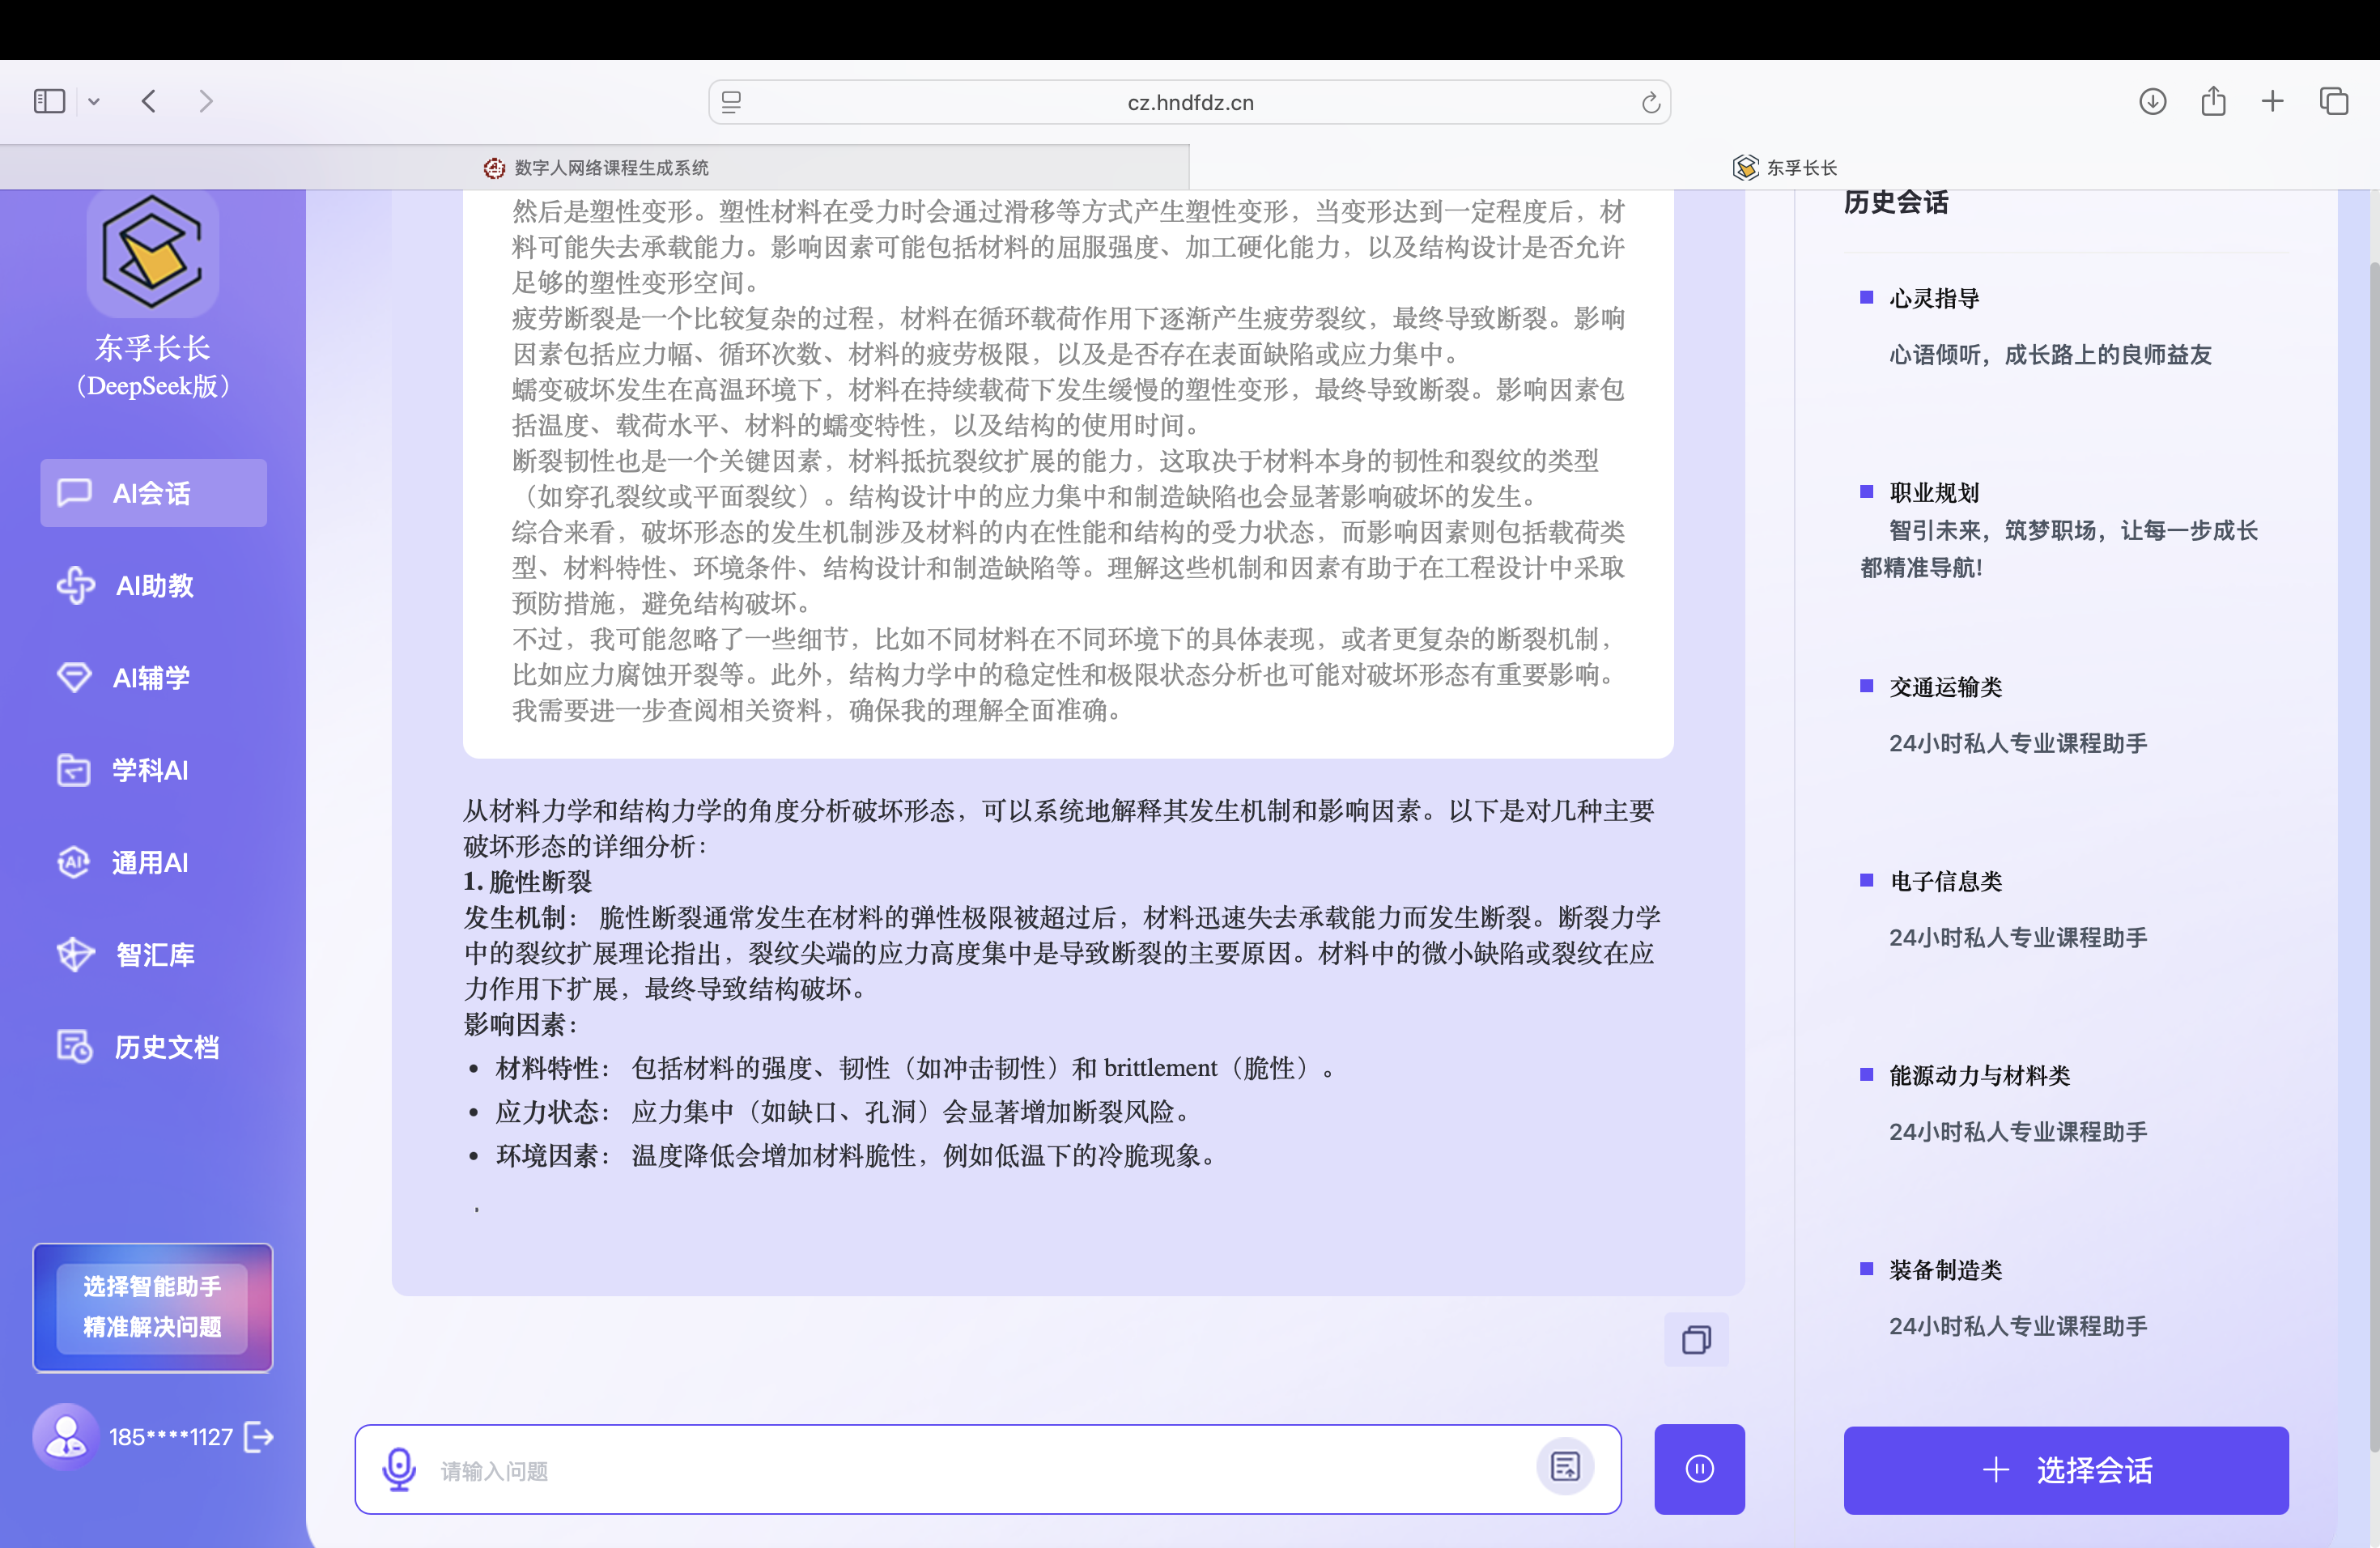 cz.hndfdz.cn
数字人网络课程生成系统
东孚长长
东孚长长
（DeepSeek版）
AI会话
AI助教
AI辅学
学科AI
通用AI
智汇库
历史文档
选择智能助手
精准解决问题
185****1127
然后是塑性变形。塑性材料在受力时会通过滑移等方式产生塑性变形，当变形达到一定程度后，材
料可能失去承载能力。影响因素可能包括材料的屈服强度、加工硬化能力，以及结构设计是否允许
足够的塑性变形空间。
疲劳断裂是一个比较复杂的过程，材料在循环载荷作用下逐渐产生疲劳裂纹，最终导致断裂。影响
因素包括应力幅、循环次数、材料的疲劳极限，以及是否存在表面缺陷或应力集中。
蠕变破坏发生在高温环境下，材料在持续载荷下发生缓慢的塑性变形，最终导致断裂。影响因素包
括温度、载荷水平、材料的蠕变特性，以及结构的使用时间。
断裂韧性也是一个关键因素，材料抵抗裂纹扩展的能力，这取决于材料本身的韧性和裂纹的类型
（如穿孔裂纹或平面裂纹）。结构设计中的应力集中和制造缺陷也会显著影响破坏的发生。
综合来看，破坏形态的发生机制涉及材料的内在性能和结构的受力状态，而影响因素则包括载荷类
型、材料特性、环境条件、结构设计和制造缺陷等。理解这些机制和因素有助于在工程设计中采取
预防措施，避免结构破坏。
不过，我可能忽略了一些细节，比如不同材料在不同环境下的具体表现，或者更复杂的断裂机制，
比如应力腐蚀开裂等。此外，结构力学中的稳定性和极限状态分析也可能对破坏形态有重要影响。
我需要进一步查阅相关资料，确保我的理解全面准确。
从材料力学和结构力学的角度分析破坏形态，可以系统地解释其发生机制和影响因素。以下是对几种主要
破坏形态的详细分析：
1. 脆性断裂
发生机制： 脆性断裂通常发生在材料的弹性极限被超过后，材料迅速失去承载能力而发生断裂。断裂力学
中的裂纹扩展理论指出，裂纹尖端的应力高度集中是导致断裂的主要原因。材料中的微小缺陷或裂纹在应
力作用下扩展，最终导致结构破坏。
影响因素：
• 材料特性： 包括材料的强度、韧性（如冲击韧性）和 brittlement（脆性）。
• 应力状态： 应力集中（如缺口、孔洞）会显著增加断裂风险。
• 环境因素： 温度降低会增加材料脆性，例如低温下的冷脆现象。
请输入问题
历史会话
心灵指导
心语倾听，成长路上的良师益友
职业规划
智引未来，筑梦职场，让每一步成长
都精准导航!
交通运输类
24小时私人专业课程助手
电子信息类
24小时私人专业课程助手
能源动力与材料类
24小时私人专业课程助手
装备制造类
24小时私人专业课程助手
选择会话